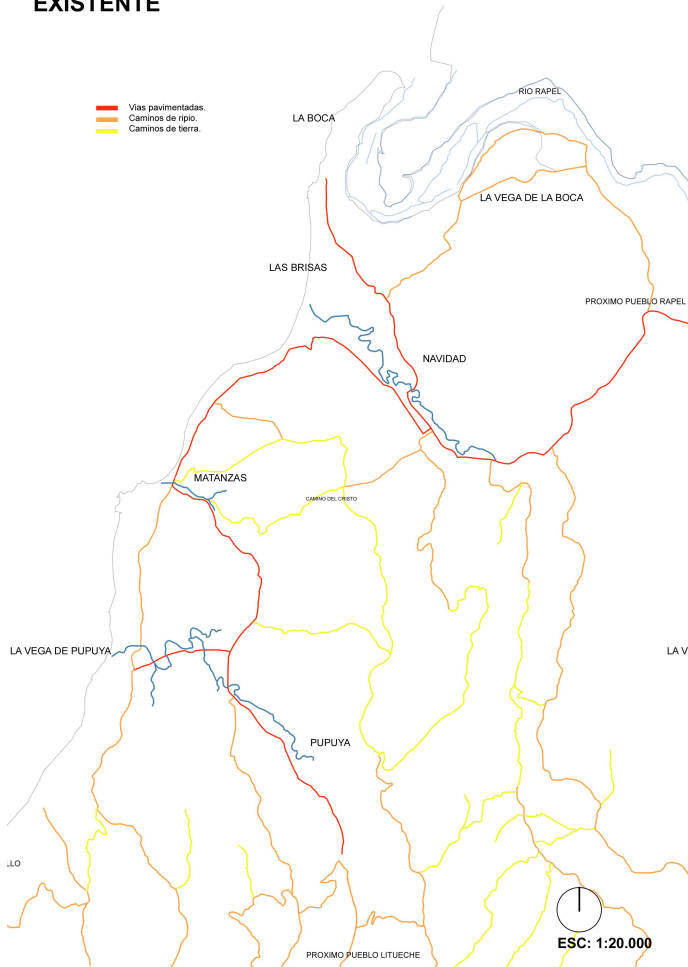 EXISTENTE
RIO RAPEL
Vias pavimentadas.
Caminos de ripio.
Caminos de tierra.
LA BOCA
LA VEGA DE LA BOCA
LAS BRISAS
PROXIMO PUEBLO RAPEL
NAVIDAD
MATANZAS
CAMINO DEL CRISTO
LA VEGA DE PUPUYA
LA V
PUPUYA
LLO
ESC: 1:20.000
PROXIMO PUEBLO LITUECHE